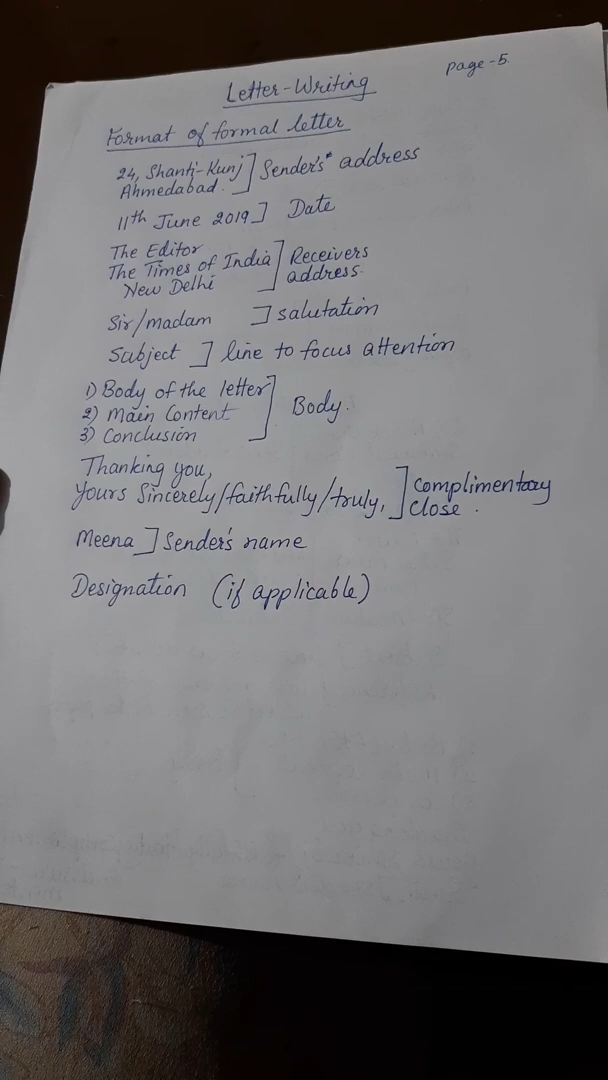 page-5
Letter-Writing
Format of formal letter
24, Shanti-Kunj ] Sender's address
Ahmedabad.
11th June 2019 ] Date
The Editor
The Times of India ] Receivers
New Delhi address.
Sir/madam ] salutation
Subject ] line to focus attention
1) Body of the letter
2) Main Content ] Body.
3) Conclusion
Thanking you,
Yours Sincerely/faithfully/truly, ] complimentary
close.
Meena ] Sender's name
Designation (if applicable)